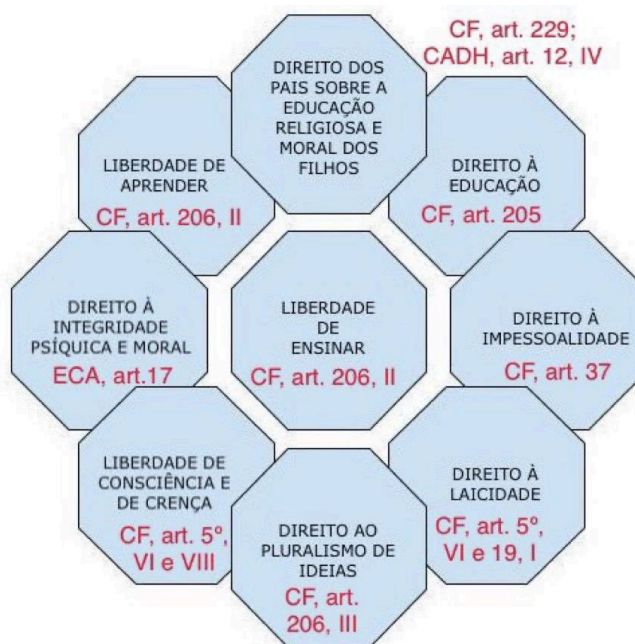 CF, art. 229;
CADH, art. 12, IV
DIREITO DOS
PAIS SOBRE A
EDUCAÇÃO
RELIGIOSA E
MORAL DOS
FILHOS
LIBERDADE DE
APRENDER
CF, art. 206, II
DIREITO À
EDUCAÇÃO
CF, art. 205
DIREITO À
INTEGRIDADE
PSÍQUICA E MORAL
ECA, art.17
LIBERDADE
DE
ENSINAR
CF, art. 206, II
DIREITO À
IMPESSOALIDADE
CF, art. 37
LIBERDADE DE
CONSCIÊNCIA E
DE CRENÇA
CF, art. 5º,
VI e VIII
DIREITO À
LAICIDADE
CF, art. 5º,
VI e 19, I
DIREITO AO
PLURALISMO DE
IDEIAS
CF, art.
206, III